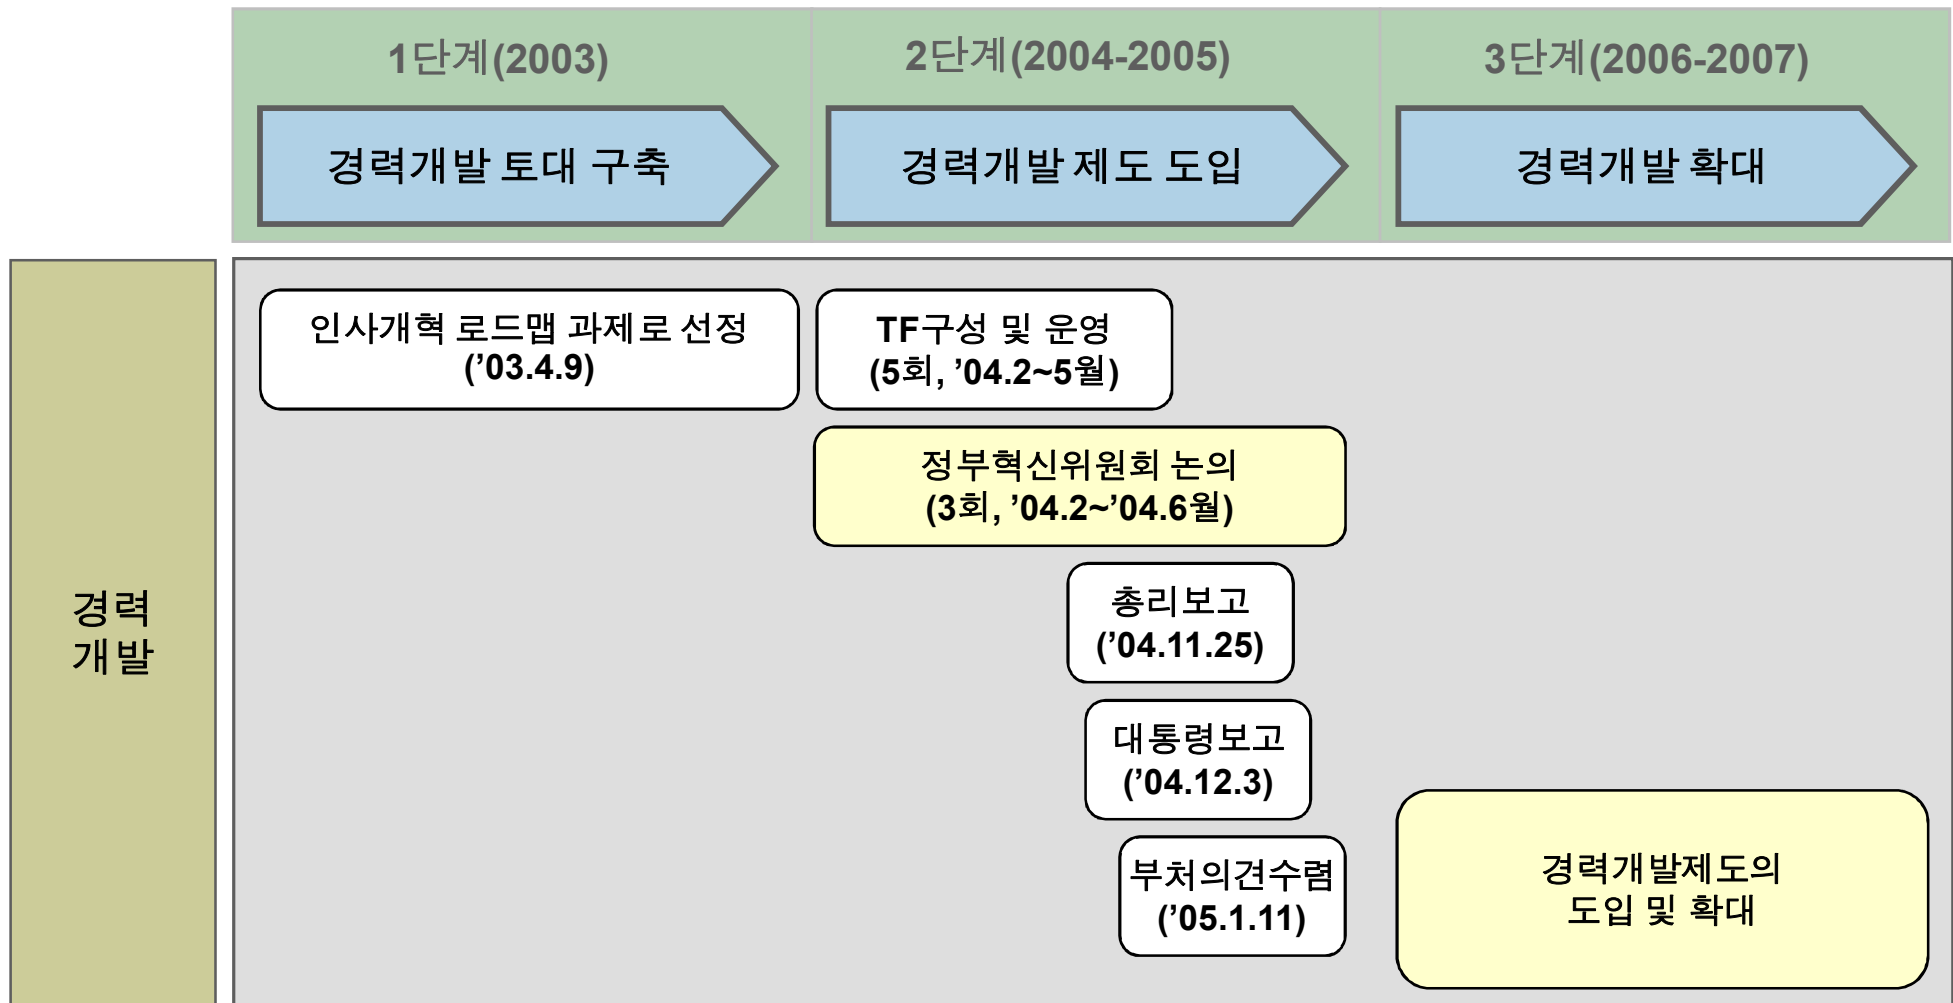 1단계(2003)
2단계(2004-2005)
3단계(2006-2007)
경력개발 토대 구축
경력개발 제도 도입
경력개발 확대
경력
개발
인사개혁 로드맵 과제로 선정
(’03.4.9)
TF구성 및 운영
(5회, ’04.2~5월)
정부혁신위원회 논의
(3회, ’04.2~’04.6월)
총리보고
(’04.11.25)
대통령보고
(’04.12.3)
부처의견수렴
(’05.1.11)
경력개발제도의
도입 및 확대